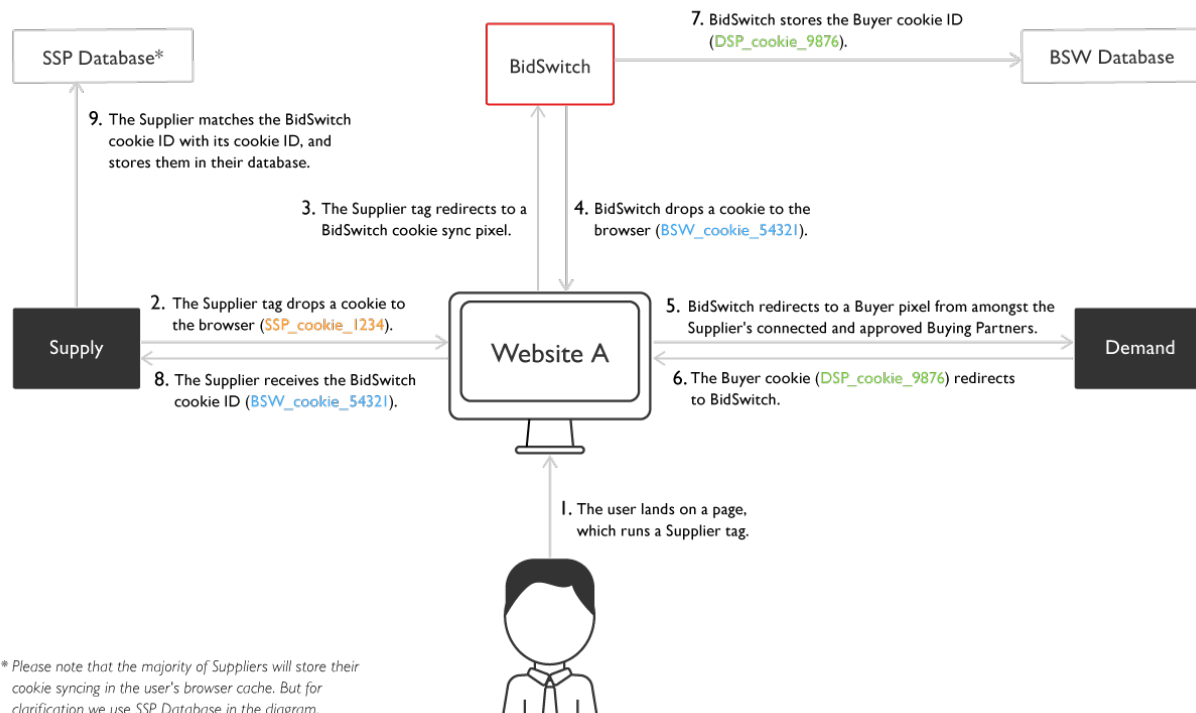 7. BidSwitch stores the Buyer cookie ID
(DSP_cookie_9876).
SSP Database*
BidSwitch
BSW Database
9. The Supplier matches the BidSwitch
cookie ID with its cookie ID, and
stores them in their database.
3. The Supplier tag redirects to a
BidSwitch cookie sync pixel.
4. BidSwitch drops a cookie to the
browser (BSW_cookie_54321).
2. The Supplier tag drops a cookie to
the browser (SSP_cookie_1234).
5. BidSwitch redirects to a Buyer pixel from amongst the
Supplier's connected and approved Buying Partners.
Supply
Website A
Demand
8. The Supplier receives the BidSwitch
cookie ID (BSW_cookie_54321).
6. The Buyer cookie (DSP_cookie_9876) redirects
to BidSwitch.
1. The user lands on a page,
which runs a Supplier tag.
* Please note that the majority of Suppliers will store their
cookie syncing in the user's browser cache. But for
clarification we use SSP Database in the diagram.